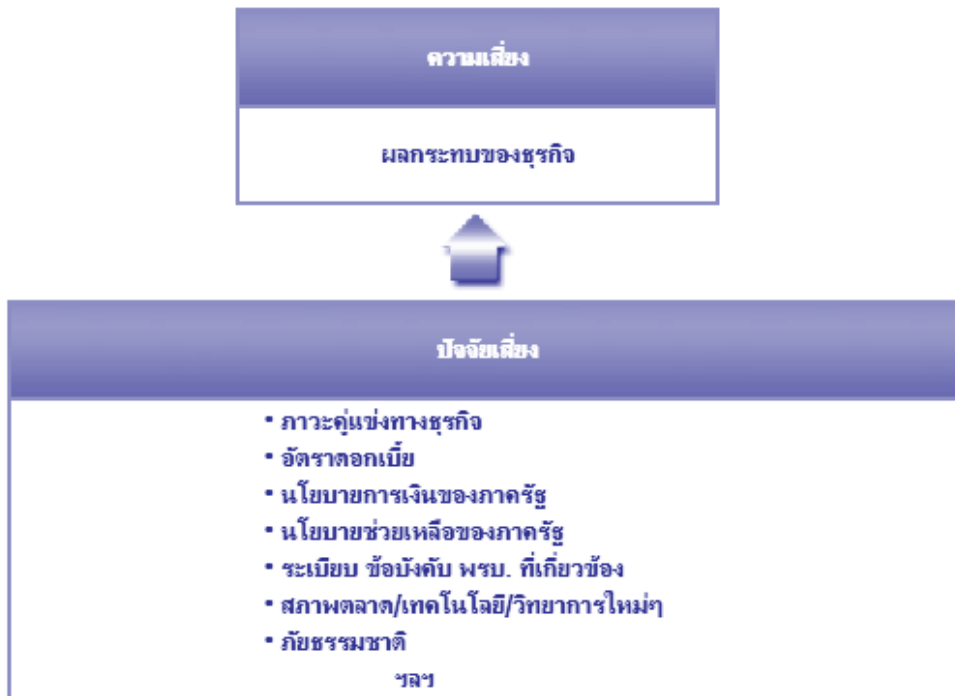 ความเสี่ยง
ผลกระทบของธุรกิจ
ปัจจัยเสี่ยง
▪ ภาวะคู่แข่งทางธุรกิจ
▪ อัตราดอกเบี้ย
▪ นโยบายการเงินของภาครัฐ
▪ นโยบายช่วยเหลือของภาครัฐ
▪ ระเบียบ ข้อบังคับ พรบ. ที่เกี่ยวข้อง
▪ สภาพตลาด/เทคโนโลยี/วิทยาการใหม่ๆ
▪ ภัยธรรมชาติ
ฯลฯ